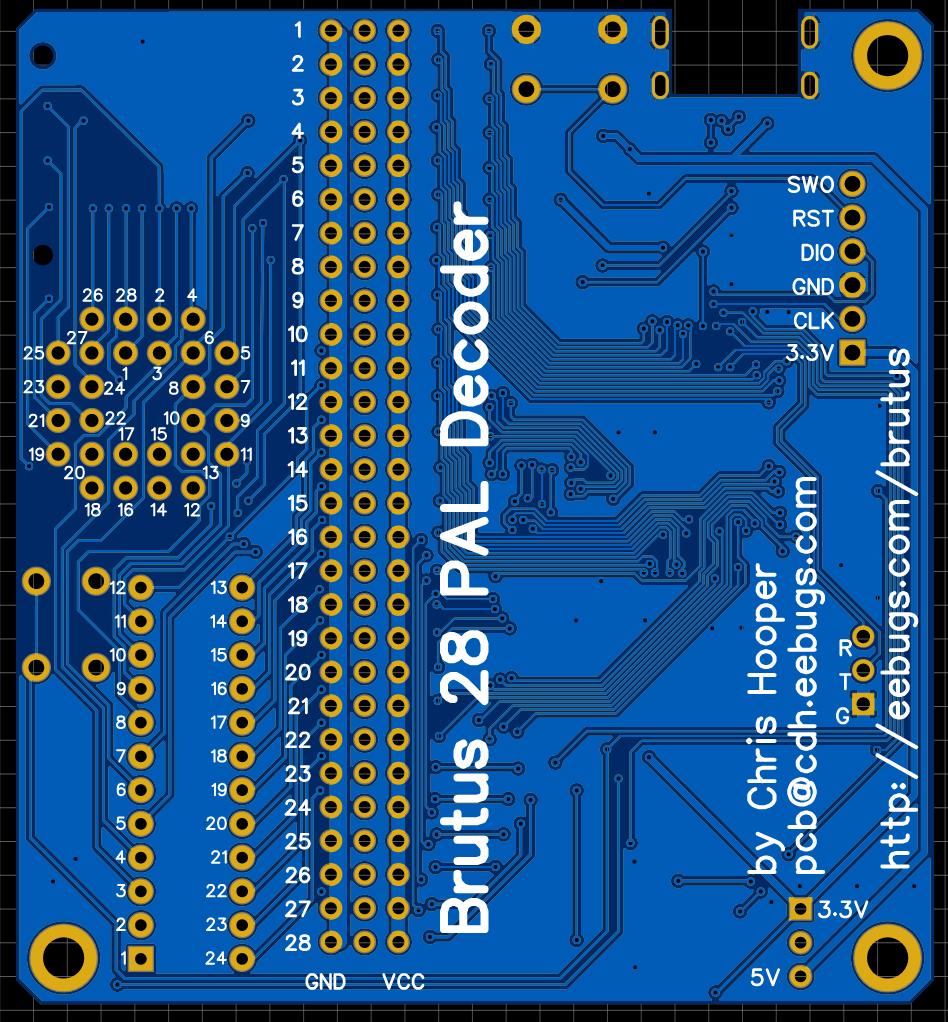 1
2
3
4
5
6
7
8
9
10
11
12
13
14
15
16
17
18
19
20
21
22
23
24
25
26
27
28
GND VCC
26 28 2 4
27 6
25 1 3 5
23 24 8 7
21 22 10 9
17 15
19 11
20 13
18 16 14 12
12 13
11 14
10 15
9 16
8 17
7 18
6 19
5 20
4 21
3 22
2 23
1 24
Brutus 28 PAL Decoder
SWO
RST
DIO
GND
CLK
3.3V
R
T
G
by Chris Hooper
pcb@cdh.eebugs.com
http://eebugs.com/brutus
3.3V
5V